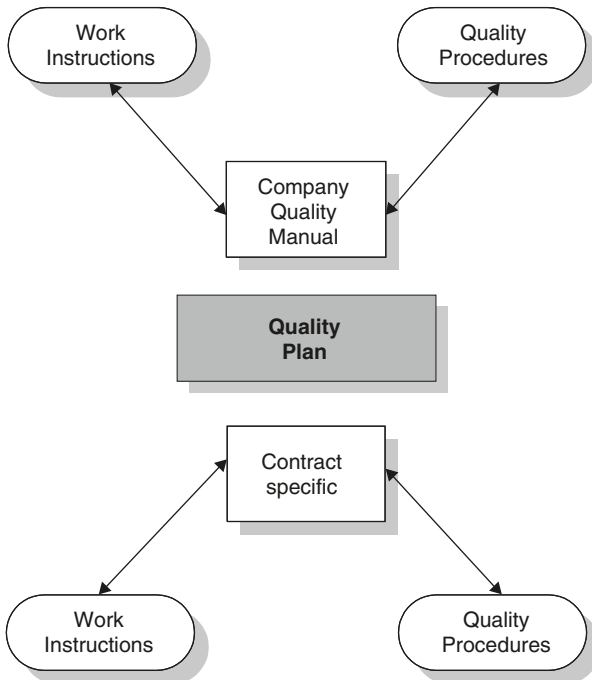 Work
Instructions
Quality
Procedures
Company
Quality
Manual
Quality
Plan
Contract
specific
Work
Instructions
Quality
Procedures